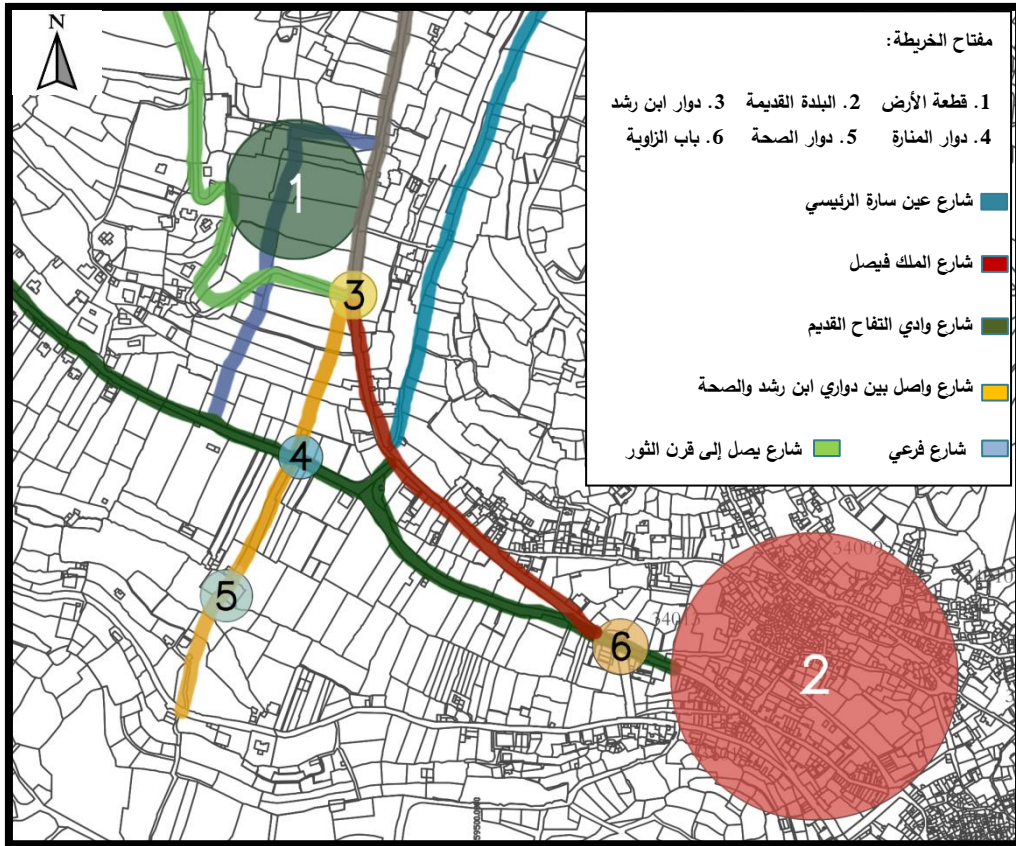 N
مفتاح الخريطة:
1. قطعة الأرض 2. البلدة القديمة 3. دوار ابن رشد
4. دوار المنارة 5. دوار الصحة 6. باب الزاوية
شارع عين سارة الرئيسي
شارع الملك فيصل
شارع وادي التفاح القديم
شارع واصل بين دواري ابن رشد والصحة
شارع فرعي شارع يصل إلى قرن الثور
1
3
4
5
6
2
34009
34013